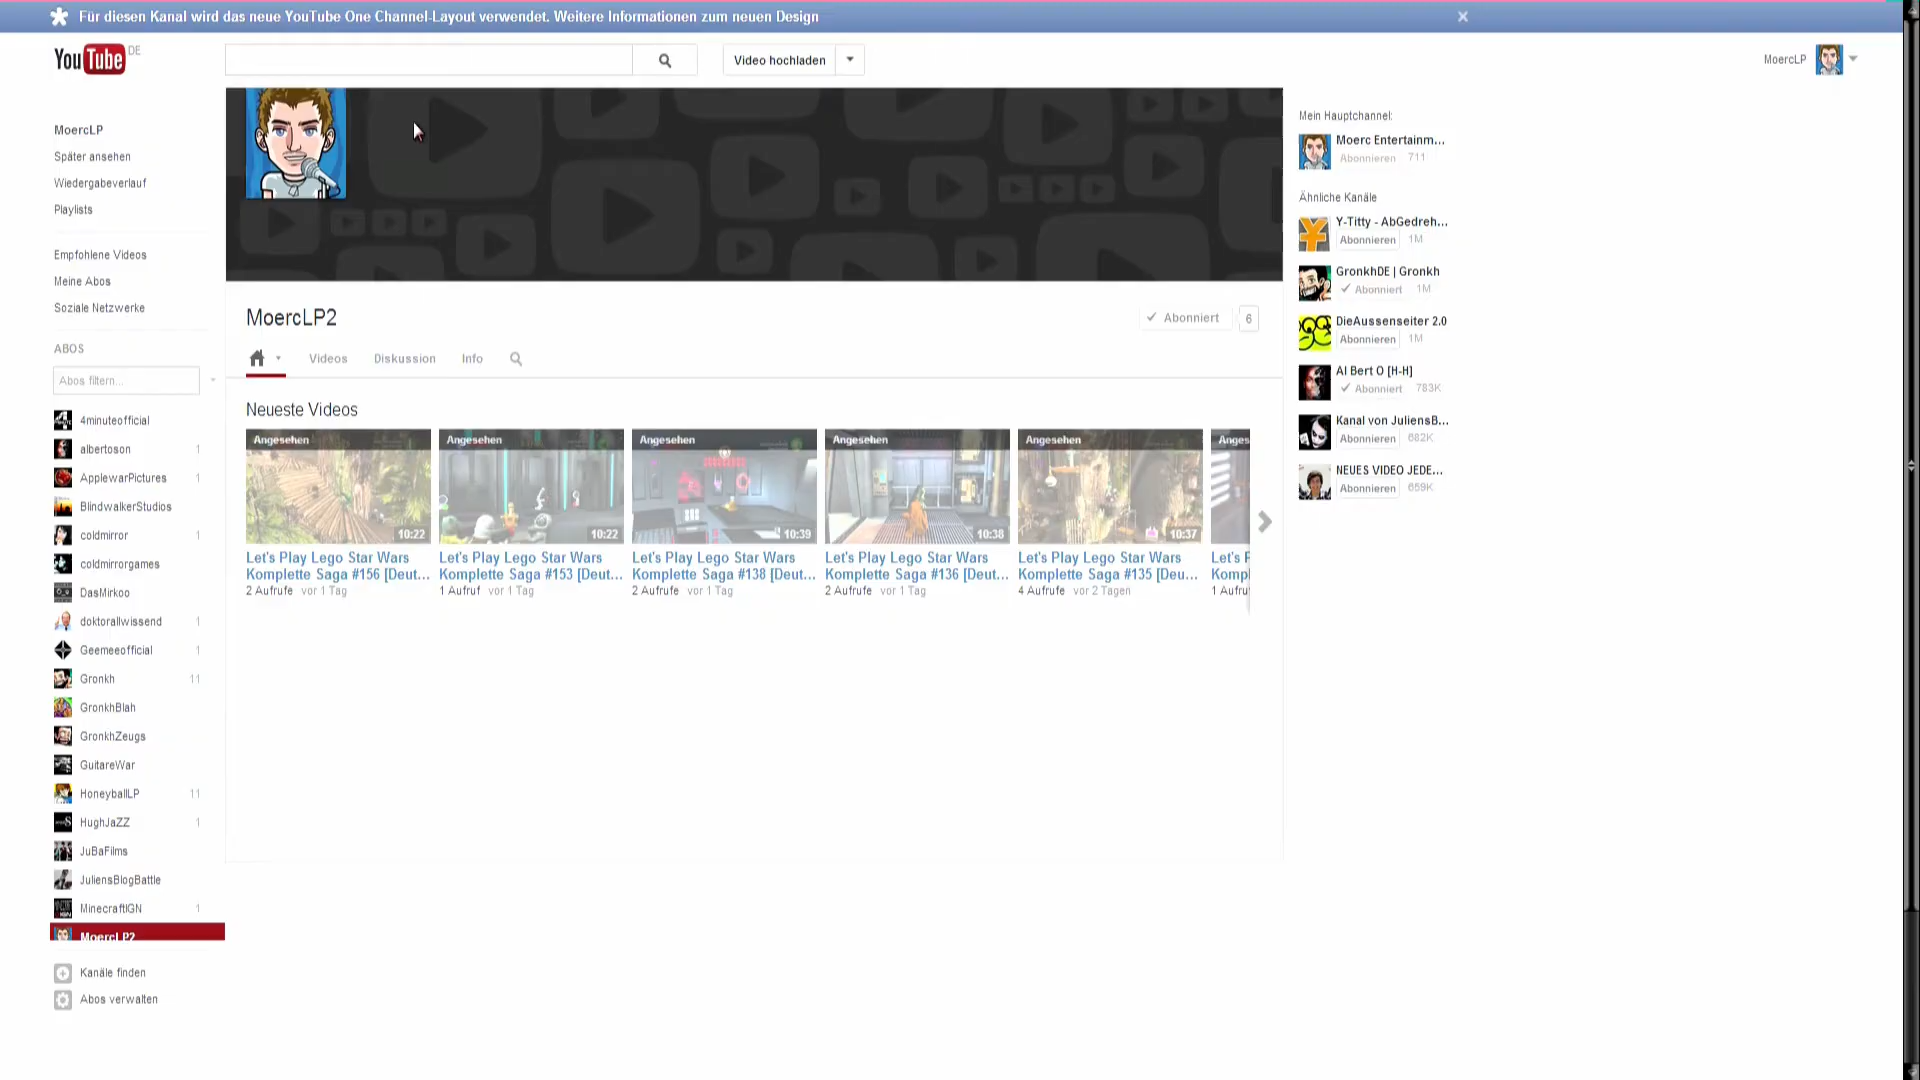 Für diesen Kanal wird das neue YouTube One Channel-Layout verwendet. Weitere Informationen zum neuen Design
YouTube DE
Video hochladen
MoercLP
MoercLP
Später ansehen
Wiedergabeverlauf
Playlists
Empfohlene Videos
Meine Abos
Soziale Netzwerke
ABOS
Abos filtern...
4minuteofficial
albertoson 1
ApplewarPictures 1
BlindwalkerStudios
coldmirror 1
coldmirrorgames
DasMirkoo
doktorallwissend 1
Geemeeofficial 1
Gronkh 11
GronkhBlah
GronkhZeugs
GuitareWar
HoneyballLP 11
HughJaZZ 1
JuBaFilms
JuliensBlogBattle
MinecraftIGN 1
MoercLP2
Kanäle finden
Abos verwalten
MoercLP2
Abonniert 6
Videos Diskussion Info
Neueste Videos
Angesehen
10:22
Let's Play Lego Star Wars
Komplette Saga #156 [Deut...
2 Aufrufe vor 1 Tag
Angesehen
10:22
Let's Play Lego Star Wars
Komplette Saga #153 [Deut...
1 Aufruf vor 1 Tag
Angesehen
10:39
Let's Play Lego Star Wars
Komplette Saga #138 [Deut...
2 Aufrufe vor 1 Tag
Angesehen
10:38
Let's Play Lego Star Wars
Komplette Saga #136 [Deut...
2 Aufrufe vor 1 Tag
Angesehen
10:37
Let's Play Lego Star Wars
Komplette Saga #135 [Deu...
4 Aufrufe vor 2 Tagen
Anges
Let's P
Kompl
1 Aufru
Mein Hauptchannel:
Moerc Entertainm...
Abonnieren 711
Ähnliche Kanäle
Y-Titty - AbGedreh...
Abonnieren 1M
GronkhDE | Gronkh
Abonniert 1M
DieAussenseiter 2.0
Abonnieren 1M
Al Bert O [H-H]
Abonniert 783K
Kanal von JuliensB...
Abonnieren 682K
NEUES VIDEO JEDE...
Abonnieren 659K